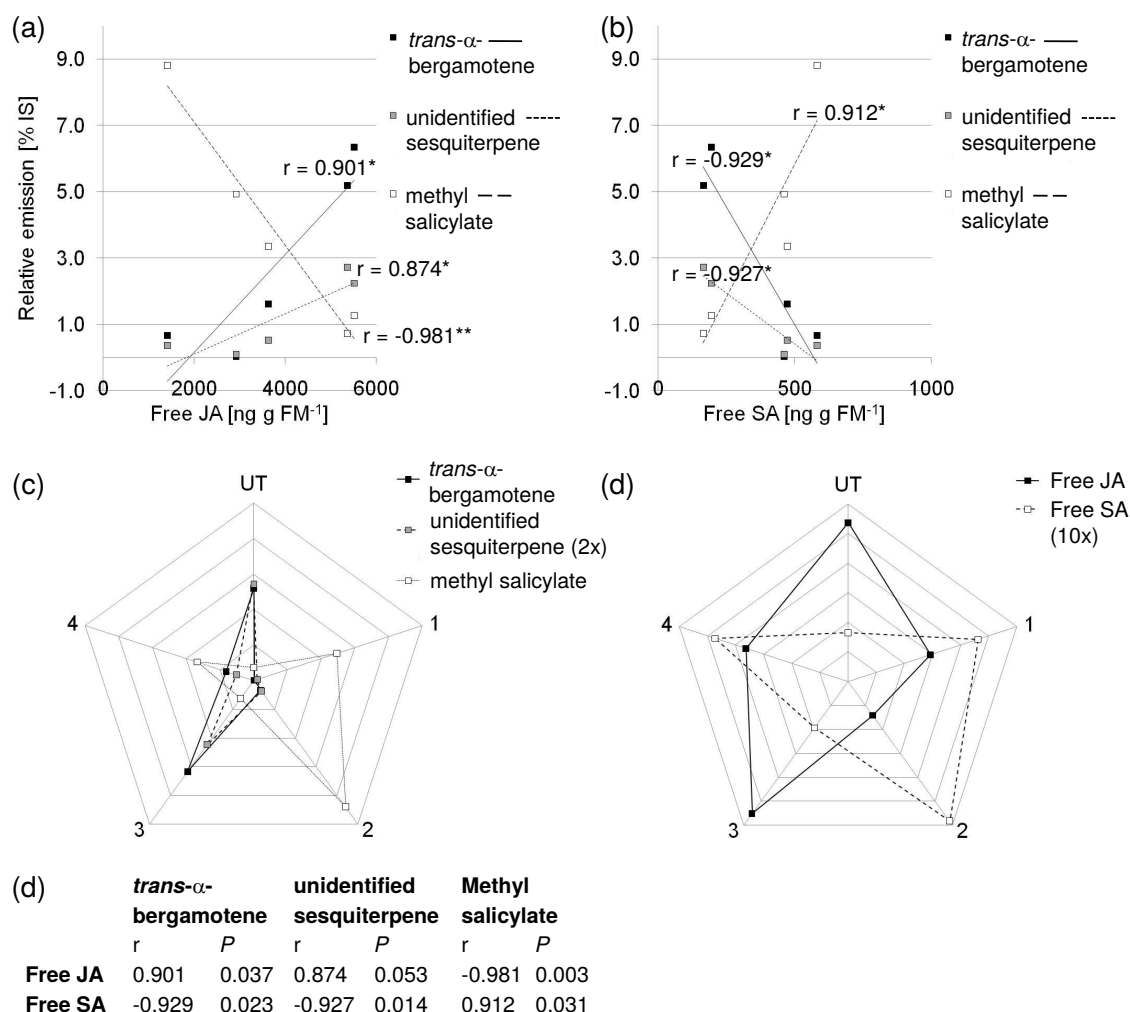 (a)
trans-α-
bergamotene
unidentified
sesquiterpene
methyl
salicylate
Relative emission [% IS]
9.0
7.0
5.0
3.0
1.0
-1.0
r = 0.901*
r = 0.874*
r = -0.981**
0 2000 4000 6000
Free JA [ng g FM-1]
(b)
trans-α-
bergamotene
unidentified
sesquiterpene
methyl
salicylate
9.0
7.0
5.0
3.0
1.0
-1.0
r = 0.912*
r = -0.929*
r = -0.927*
0 500 1000
Free SA [ng g FM-1]
(c)
UT
1
2
3
4
trans-α-
bergamotene
unidentified
sesquiterpene (2x)
methyl salicylate
(d)
UT
1
2
3
4
Free JA
Free SA
(10x)
(d)
trans-α- unidentified Methyl
bergamotene sesquiterpene salicylate
r P r P r P
Free JA 0.901 0.037 0.874 0.053 -0.981 0.003
Free SA -0.929 0.023 -0.927 0.014 0.912 0.031